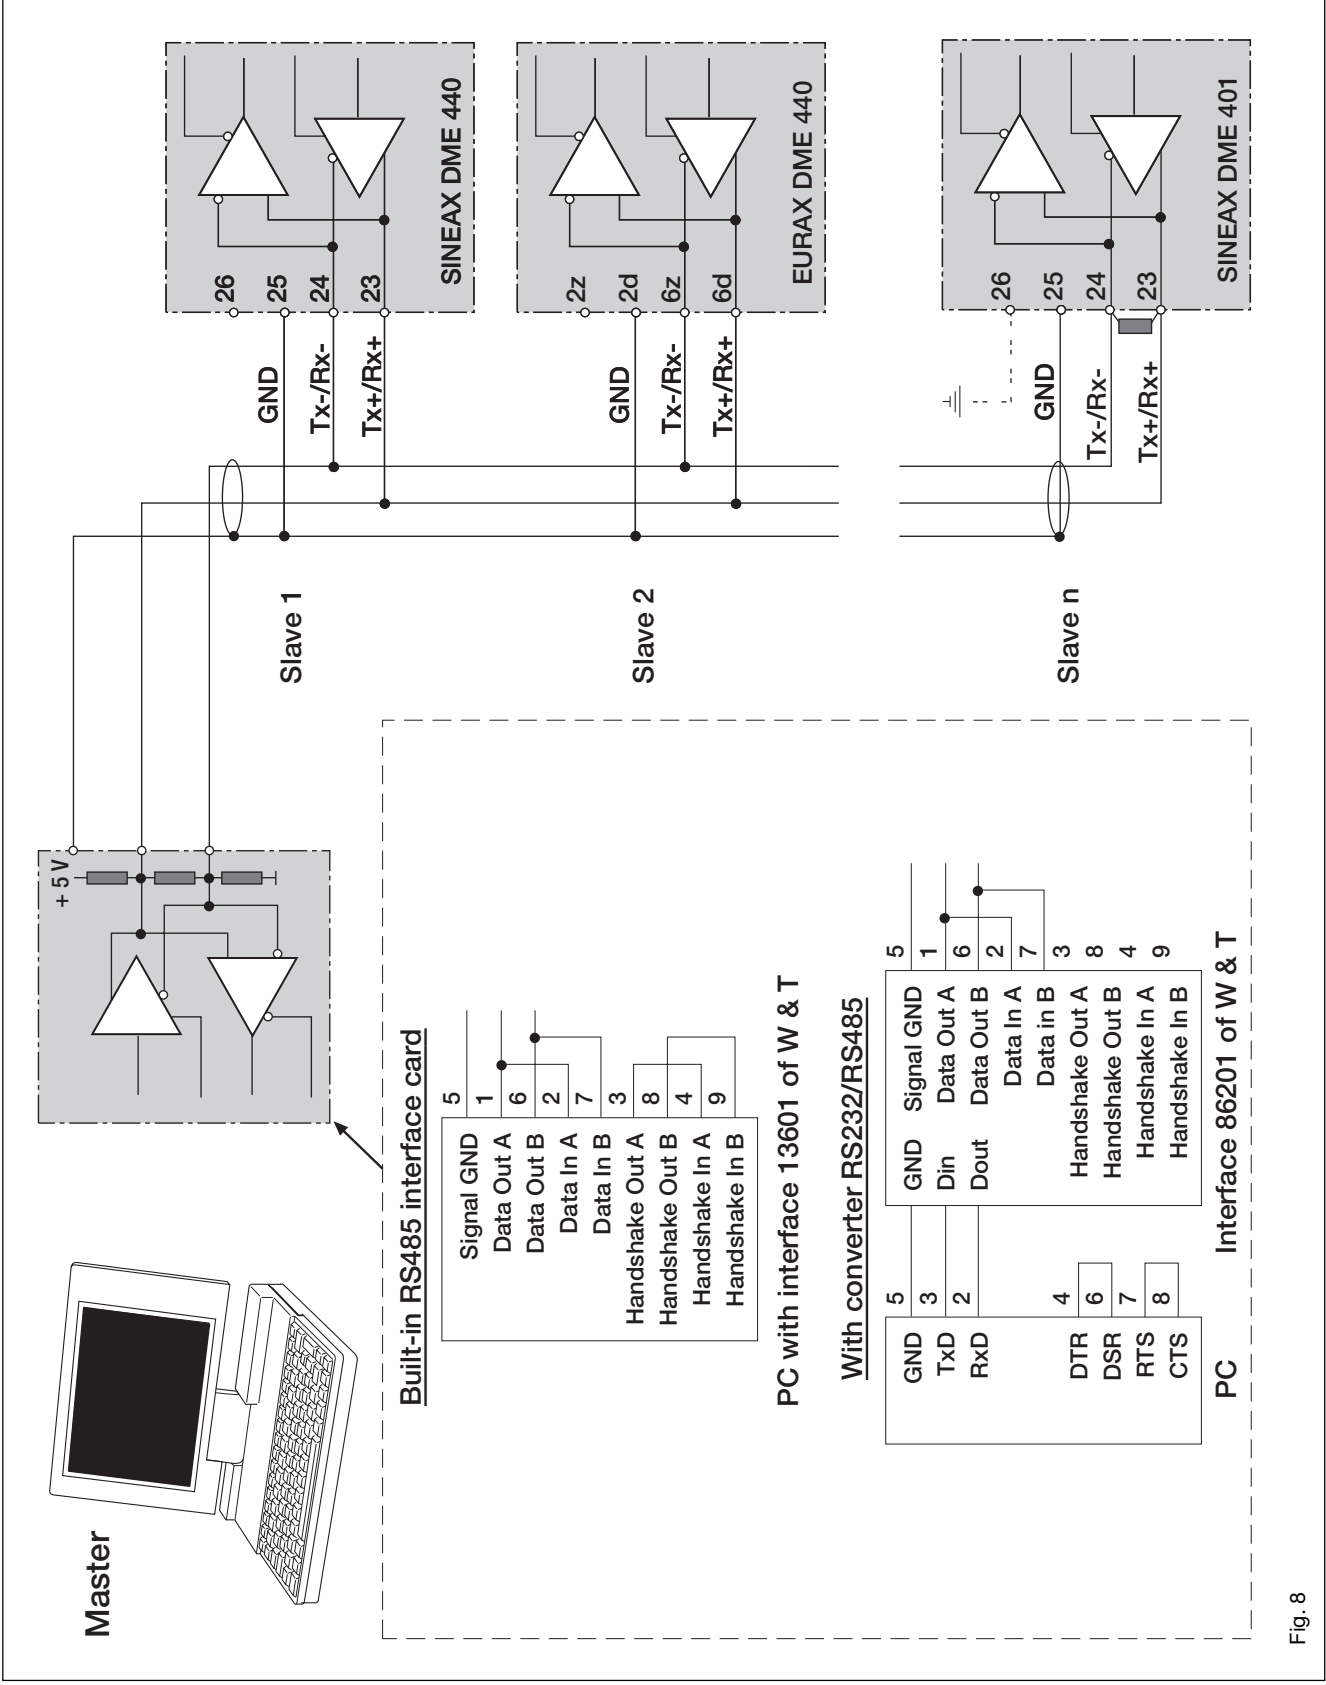 Master
+ 5 V
Slave 1
GND
Tx-/Rx-
Tx+/Rx+
26
25
24
23
SINEAX DME 440
Slave 2
GND
Tx-/Rx-
Tx+/Rx+
2z
2d
6z
6d
EURAX DME 440
Slave n
GND
Tx-/Rx-
Tx+/Rx+
26
25
24
23
SINEAX DME 401
Built-in RS485 interface card
Signal GND 5
Data Out A 1
Data Out B 6
Data In A 2
Data In B 7
Handshake Out A 3
Handshake Out B 8
Handshake In A 4
Handshake In B 9
PC with interface 13601 of W & T
With converter RS232/RS485
GND 5
TxD 3
RxD 2
DTR 4
DSR 6
RTS 7
CTS 8
PC
GND Signal GND 5
Din Data Out A 1
Dout Data Out B 6
Data In A 2
Data in B 7
Handshake Out A 3
Handshake Out B 8
Handshake In A 4
Handshake In B 9
Interface 86201 of W & T
Fig. 8